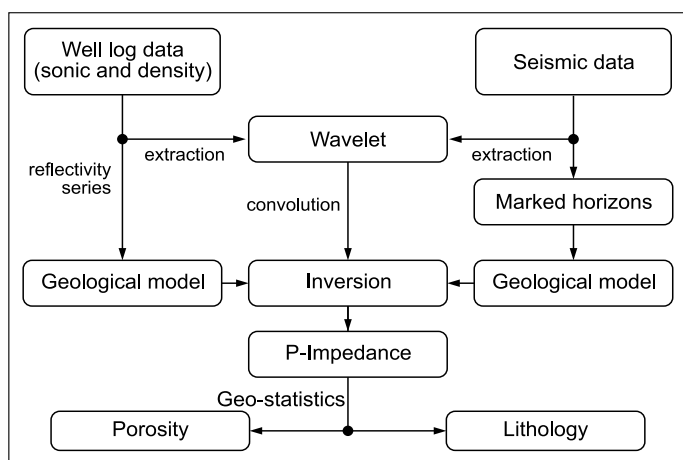 Well log data
(sonic and density)
Seismic data
extraction
Wavelet
extraction
reflectivity
series
convolution
Marked horizons
Geological model
Inversion
Geological model
P-Impedance
Geo-statistics
Porosity
Lithology